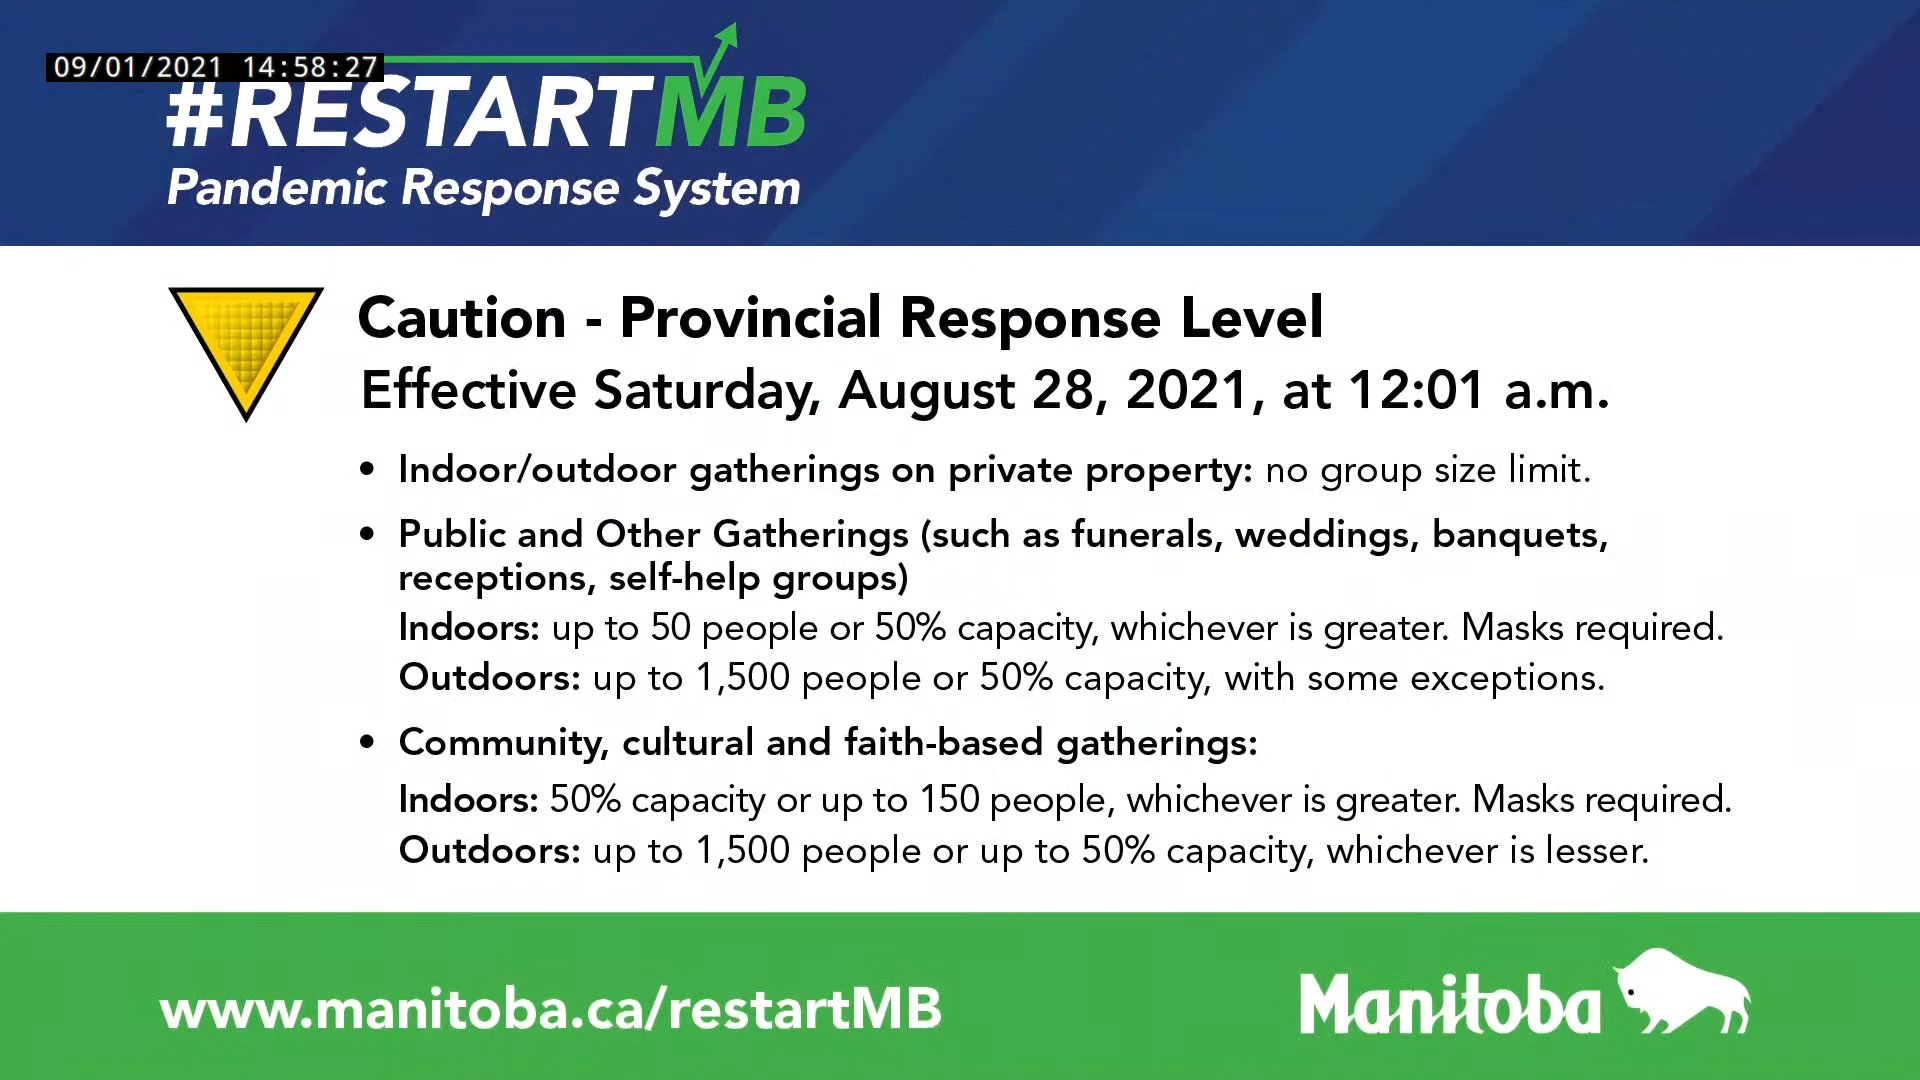 09/01/2021 14:58:27
#RESTARTMB
Pandemic Response System
Caution - Provincial Response Level
Effective Saturday, August 28, 2021, at 12:01 a.m.
• Indoor/outdoor gatherings on private property: no group size limit.
• Public and Other Gatherings (such as funerals, weddings, banquets,
receptions, self-help groups)
Indoors: up to 50 people or 50% capacity, whichever is greater. Masks required.
Outdoors: up to 1,500 people or 50% capacity, with some exceptions.
• Community, cultural and faith-based gatherings:
Indoors: 50% capacity or up to 150 people, whichever is greater. Masks required.
Outdoors: up to 1,500 people or up to 50% capacity, whichever is lesser.
www.manitoba.ca/restartMB
Manitoba